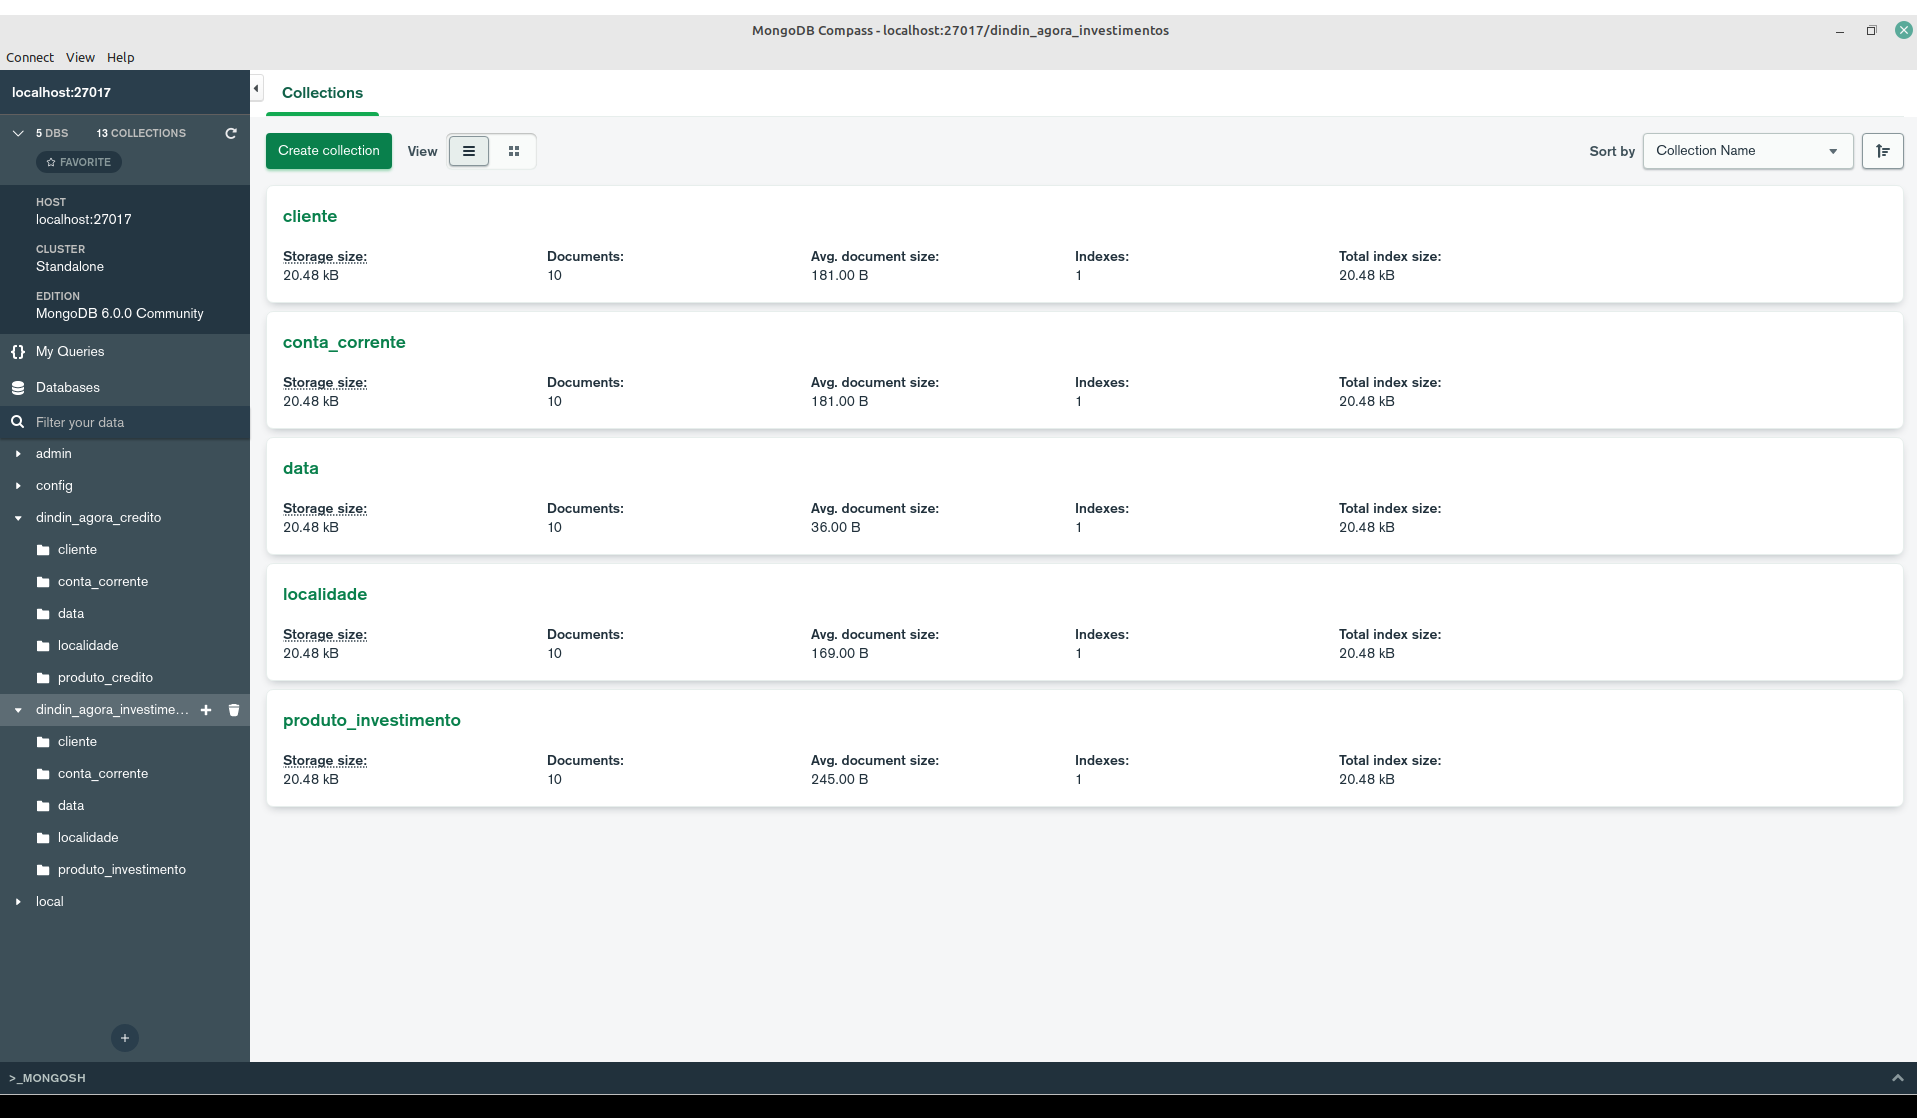 MongoDB Compass - localhost:27017/dindin_agora_investimentos
Connect View Help
localhost:27017
5 DBS 13 COLLECTIONS
FAVORITE
HOST
localhost:27017
CLUSTER
Standalone
EDITION
MongoDB 6.0.0 Community
My Queries
Databases
Filter your data
admin
config
dindin_agora_credito
cliente
conta_corrente
data
localidade
produto_credito
dindin_agora_investime...
cliente
conta_corrente
data
localidade
produto_investimento
local
Collections
Create collection View Sort by Collection Name
cliente
Storage size: Documents: Avg. document size: Indexes: Total index size:
20.48 kB 10 181.00 B 1 20.48 kB
conta_corrente
Storage size: Documents: Avg. document size: Indexes: Total index size:
20.48 kB 10 181.00 B 1 20.48 kB
data
Storage size: Documents: Avg. document size: Indexes: Total index size:
20.48 kB 10 36.00 B 1 20.48 kB
localidade
Storage size: Documents: Avg. document size: Indexes: Total index size:
20.48 kB 10 169.00 B 1 20.48 kB
produto_investimento
Storage size: Documents: Avg. document size: Indexes: Total index size:
20.48 kB 10 245.00 B 1 20.48 kB
>_MONGOSH